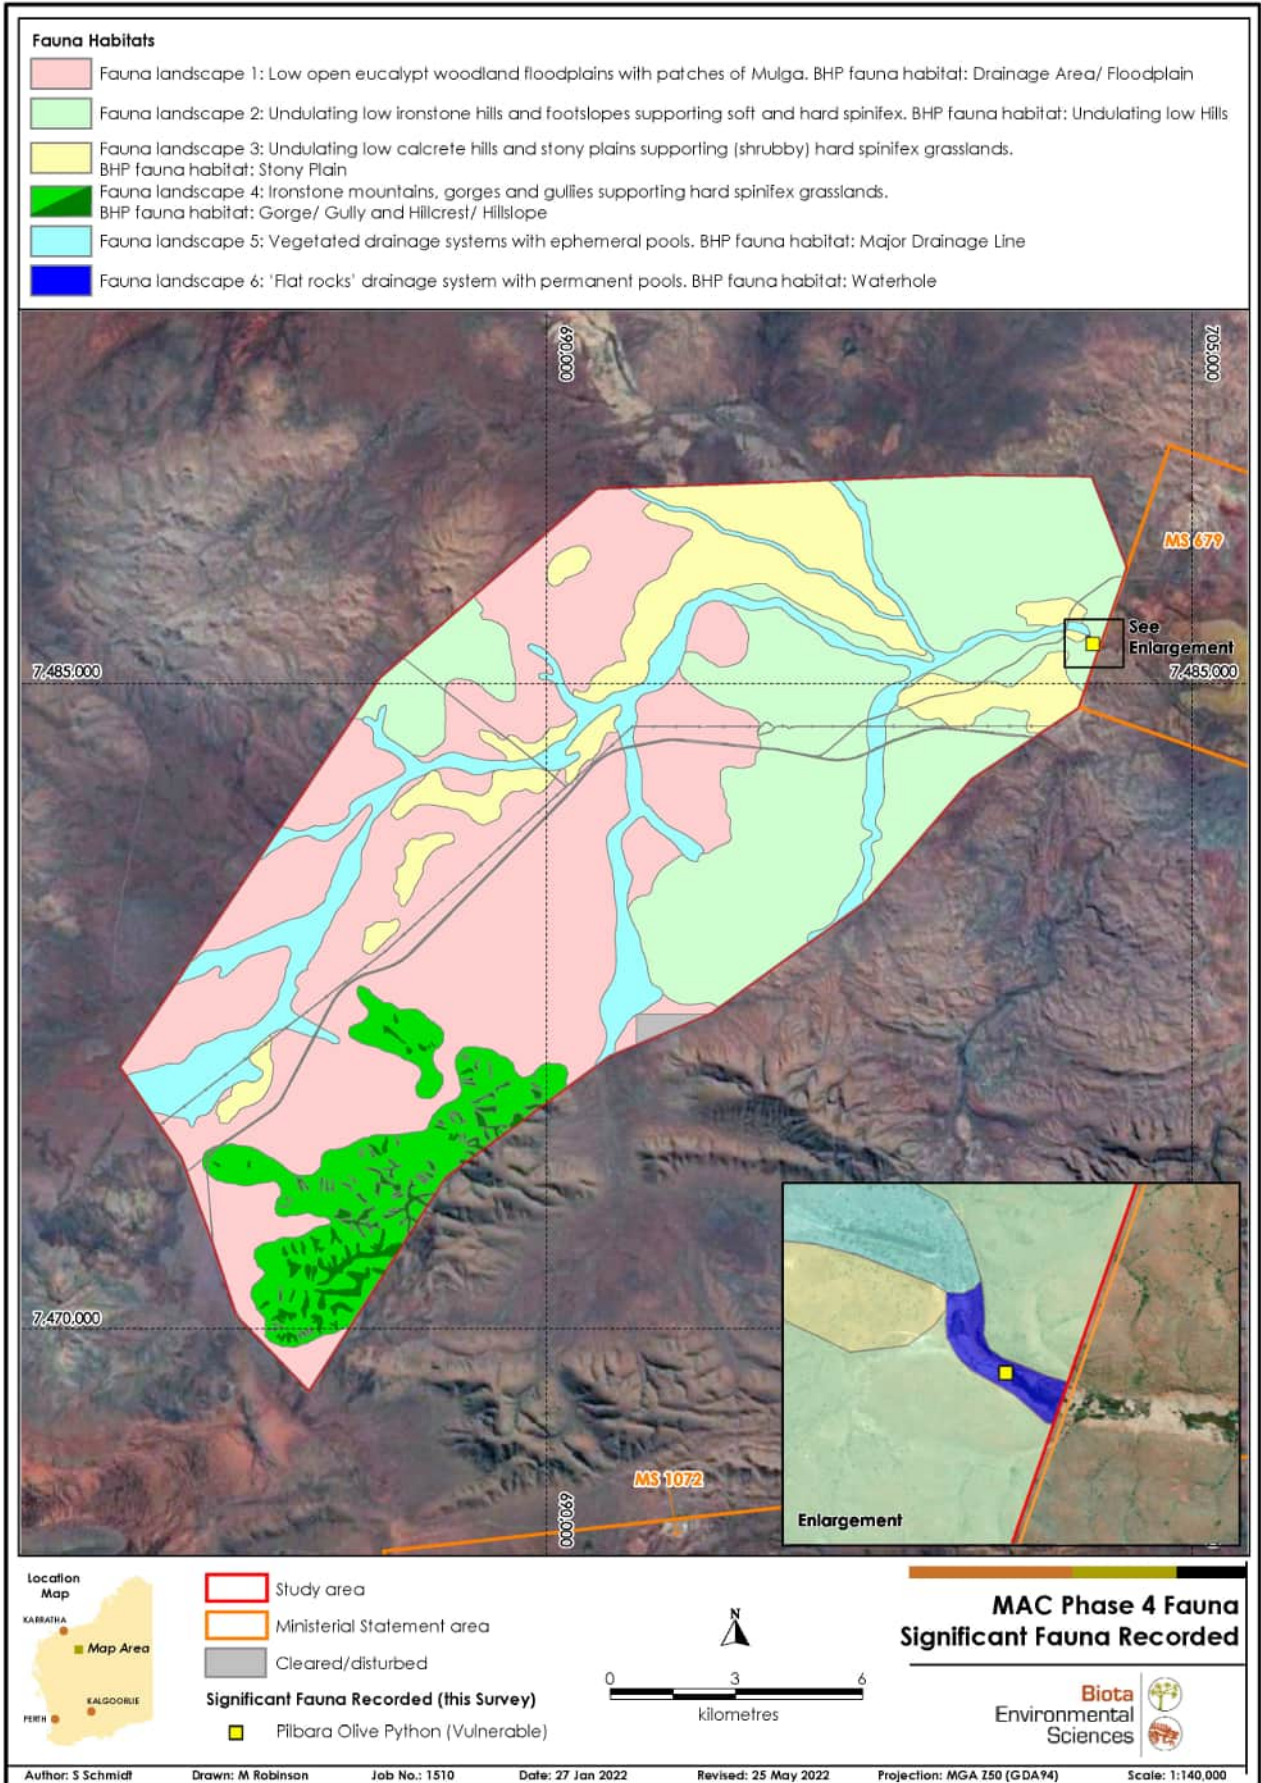 Fauna Habitats
Fauna landscape 1: Low open eucalypt woodland floodplains with patches of Mulga. BHP fauna habitat: Drainage Area/ Floodplain
Fauna landscape 2: Undulating low ironstone hills and footslopes supporting soft and hard spinifex. BHP fauna habitat: Undulating low Hills
Fauna landscape 3: Undulating low calcrete hills and stony plains supporting (shrubby) hard spinifex grasslands.
BHP fauna habitat: Stony Plain
Fauna landscape 4: Ironstone mountains, gorges and gullies supporting hard spinifex grasslands.
BHP fauna habitat: Gorge/ Gully and Hillcrest/ Hillslope
Fauna landscape 5: Vegetated drainage systems with ephemeral pools. BHP fauna habitat: Major Drainage Line
Fauna landscape 6: 'Flat rocks' drainage system with permanent pools. BHP fauna habitat: Waterhole
690,000
705,000
MS 679
See
Enlargement
7,485,000
7,485,000
7,470,000
MS 1072
690,000
Enlargement
Location
Map
KARRATHA
Map Area
KALGOORLIE
PERTH
Study area
Ministerial Statement area
Cleared/disturbed
Significant Fauna Recorded (this Survey)
Pilbara Olive Python (Vulnerable)
N
0 3 6
kilometres
MAC Phase 4 Fauna
Significant Fauna Recorded
Biota
Environmental
Sciences
Author: S Schmidt Drawn: M Robinson Job No.: 1510 Date: 27 Jan 2022 Revised: 25 May 2022 Projection: MGA Z50 (GDA94) Scale: 1:140,000